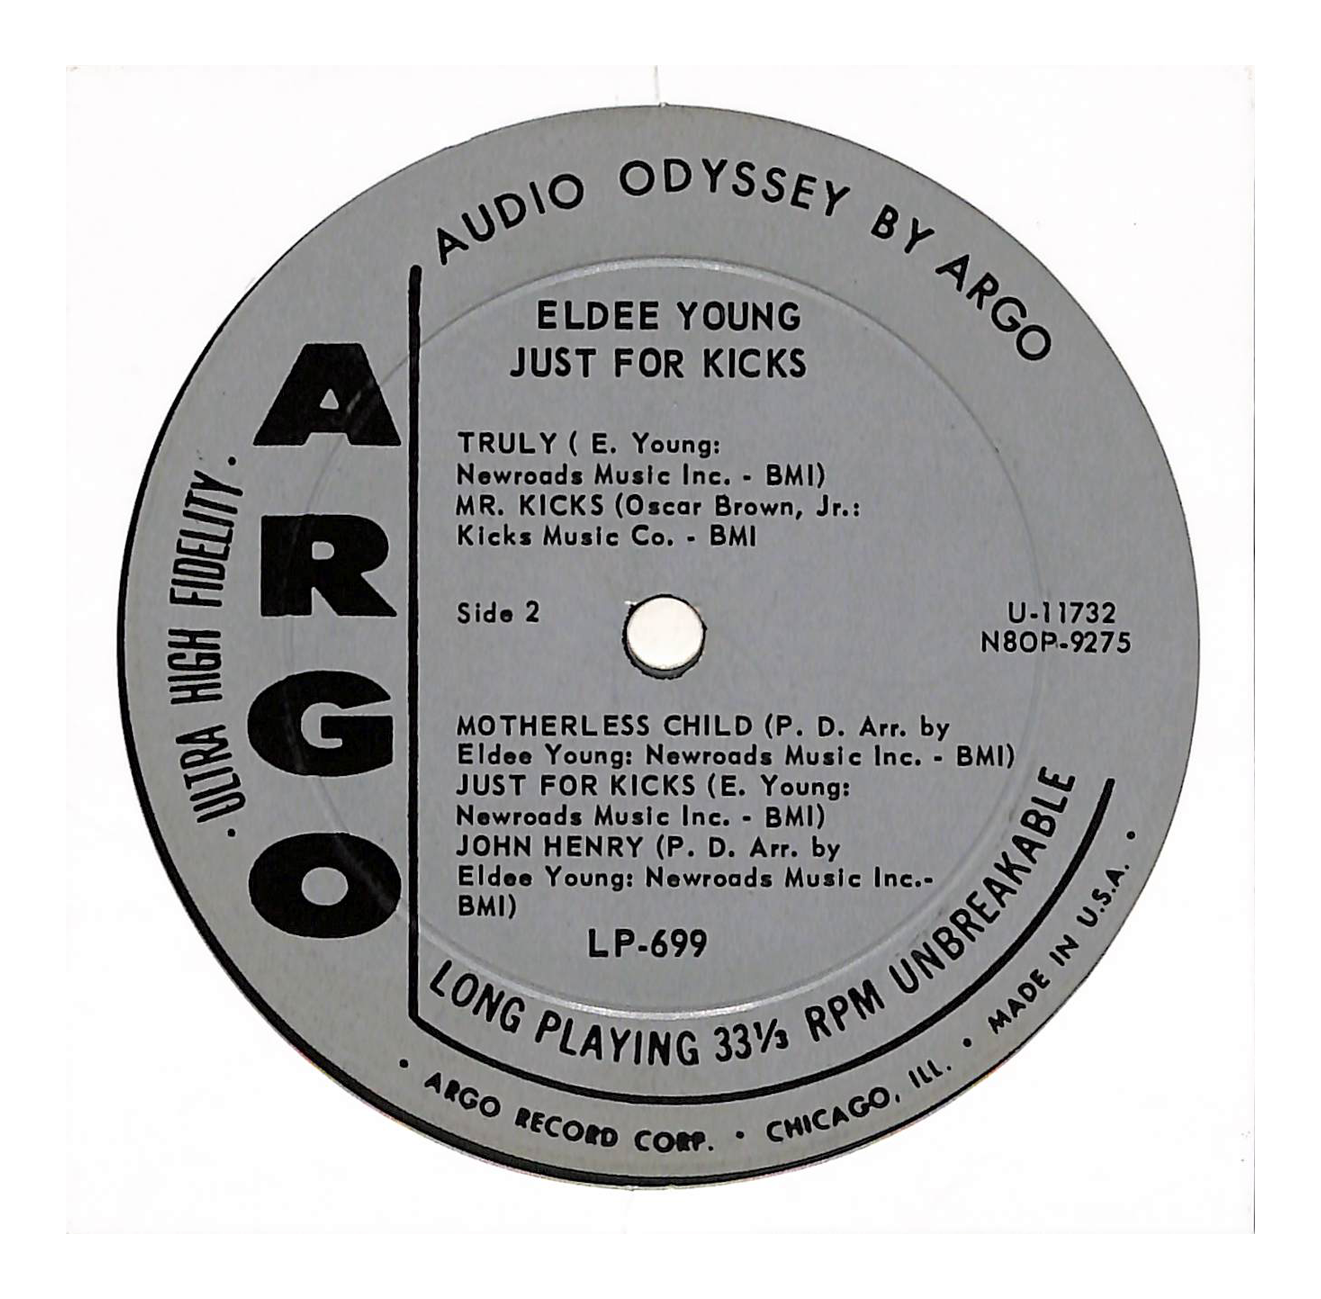 AUDIO ODYSSEY BY ARGO
ARGO
.ULTRA HIGH FIDELITY.
ELDEE YOUNG
JUST FOR KICKS
TRULY ( E. Young:
Newroads Music Inc. - BMI)
MR. KICKS (Oscar Brown, Jr.:
Kicks Music Co. - BMI
Side 2
U-11732
N8OP-9275
MOTHERLESS CHILD (P. D. Arr. by
Eldee Young: Newroads Music Inc. - BMI)
JUST FOR KICKS (E. Young:
Newroads Music Inc. - BMI)
JOHN HENRY (P. D. Arr. by
Eldee Young: Newroads Music Inc.-
BMI)
LP-699
LONG PLAYING 33⅓ RPM UNBREAKABLE
• ARGO RECORD CORP. • CHICAGO, ILL. • MADE IN U.S.A. •